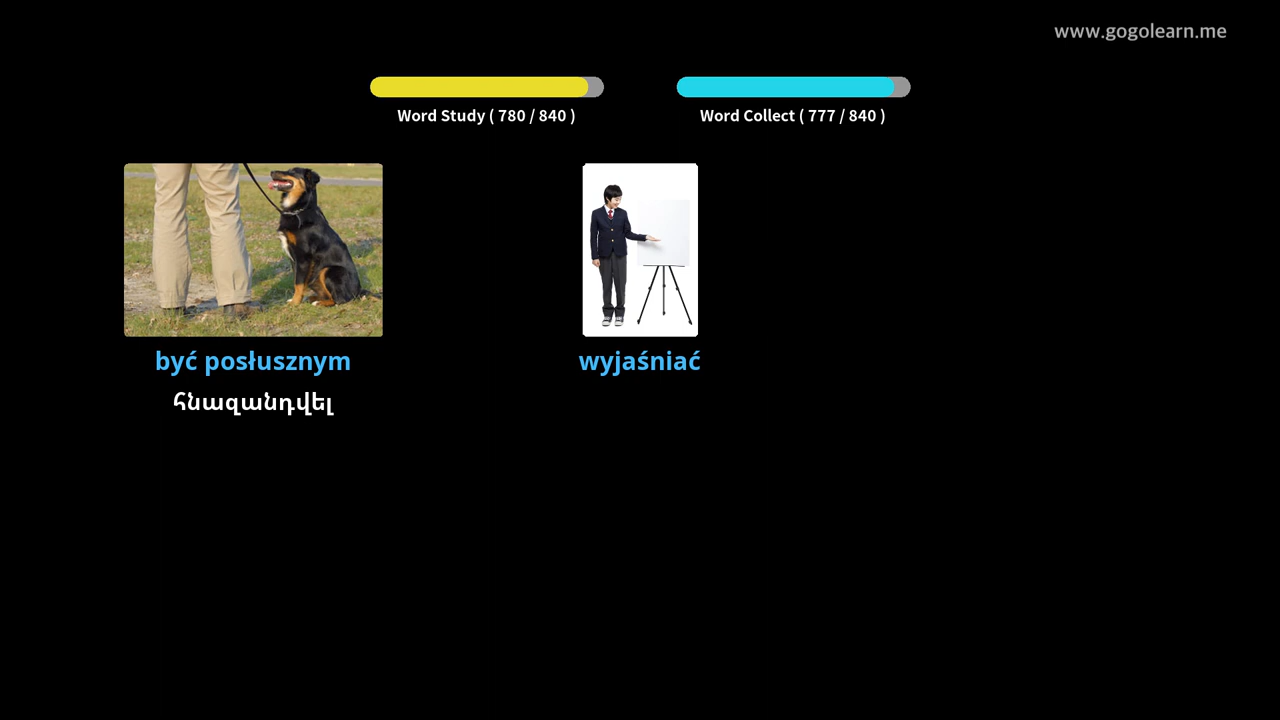 www.gogolearn.me
Word Study ( 780 / 840 )
Word Collect ( 777 / 840 )
być posłusznym
wyjaśniać
հնազանդվել